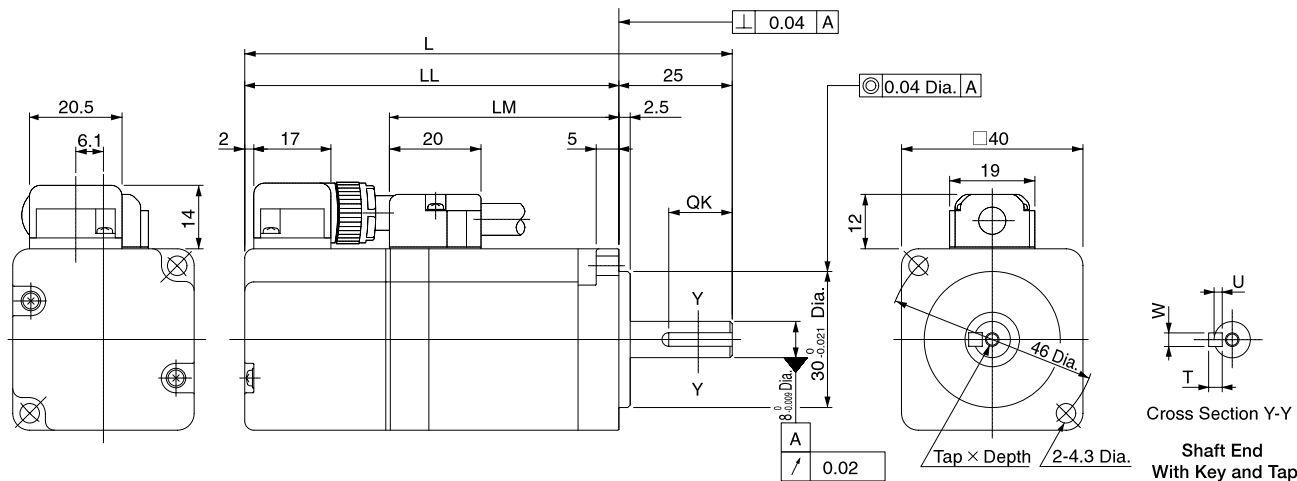 ⊥ 0.04 A
L
LL 25
◎ 0.04 Dia. A
20.5
LM 2.5
□40
6.1
2 17 20 5
19
14
QK
12
Y
30 0 -0.021 Dia.
U
W
46 Dia.
T
Y
8 0 -0.009 Dia.
Cross Section Y-Y
A
↗ 0.02
Tap × Depth 2-4.3 Dia.
Shaft End
With Key and Tap